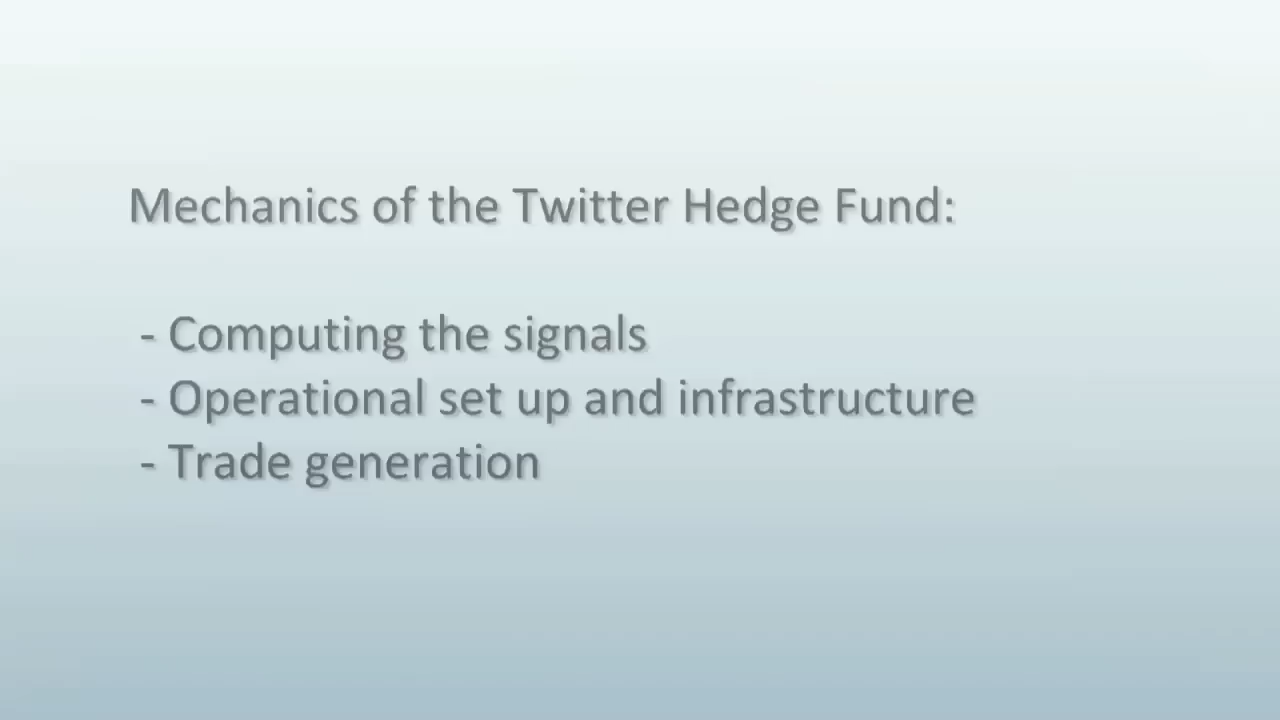 Mechanics of the Twitter Hedge Fund:
- Computing the signals
- Operational set up and infrastructure
- Trade generation